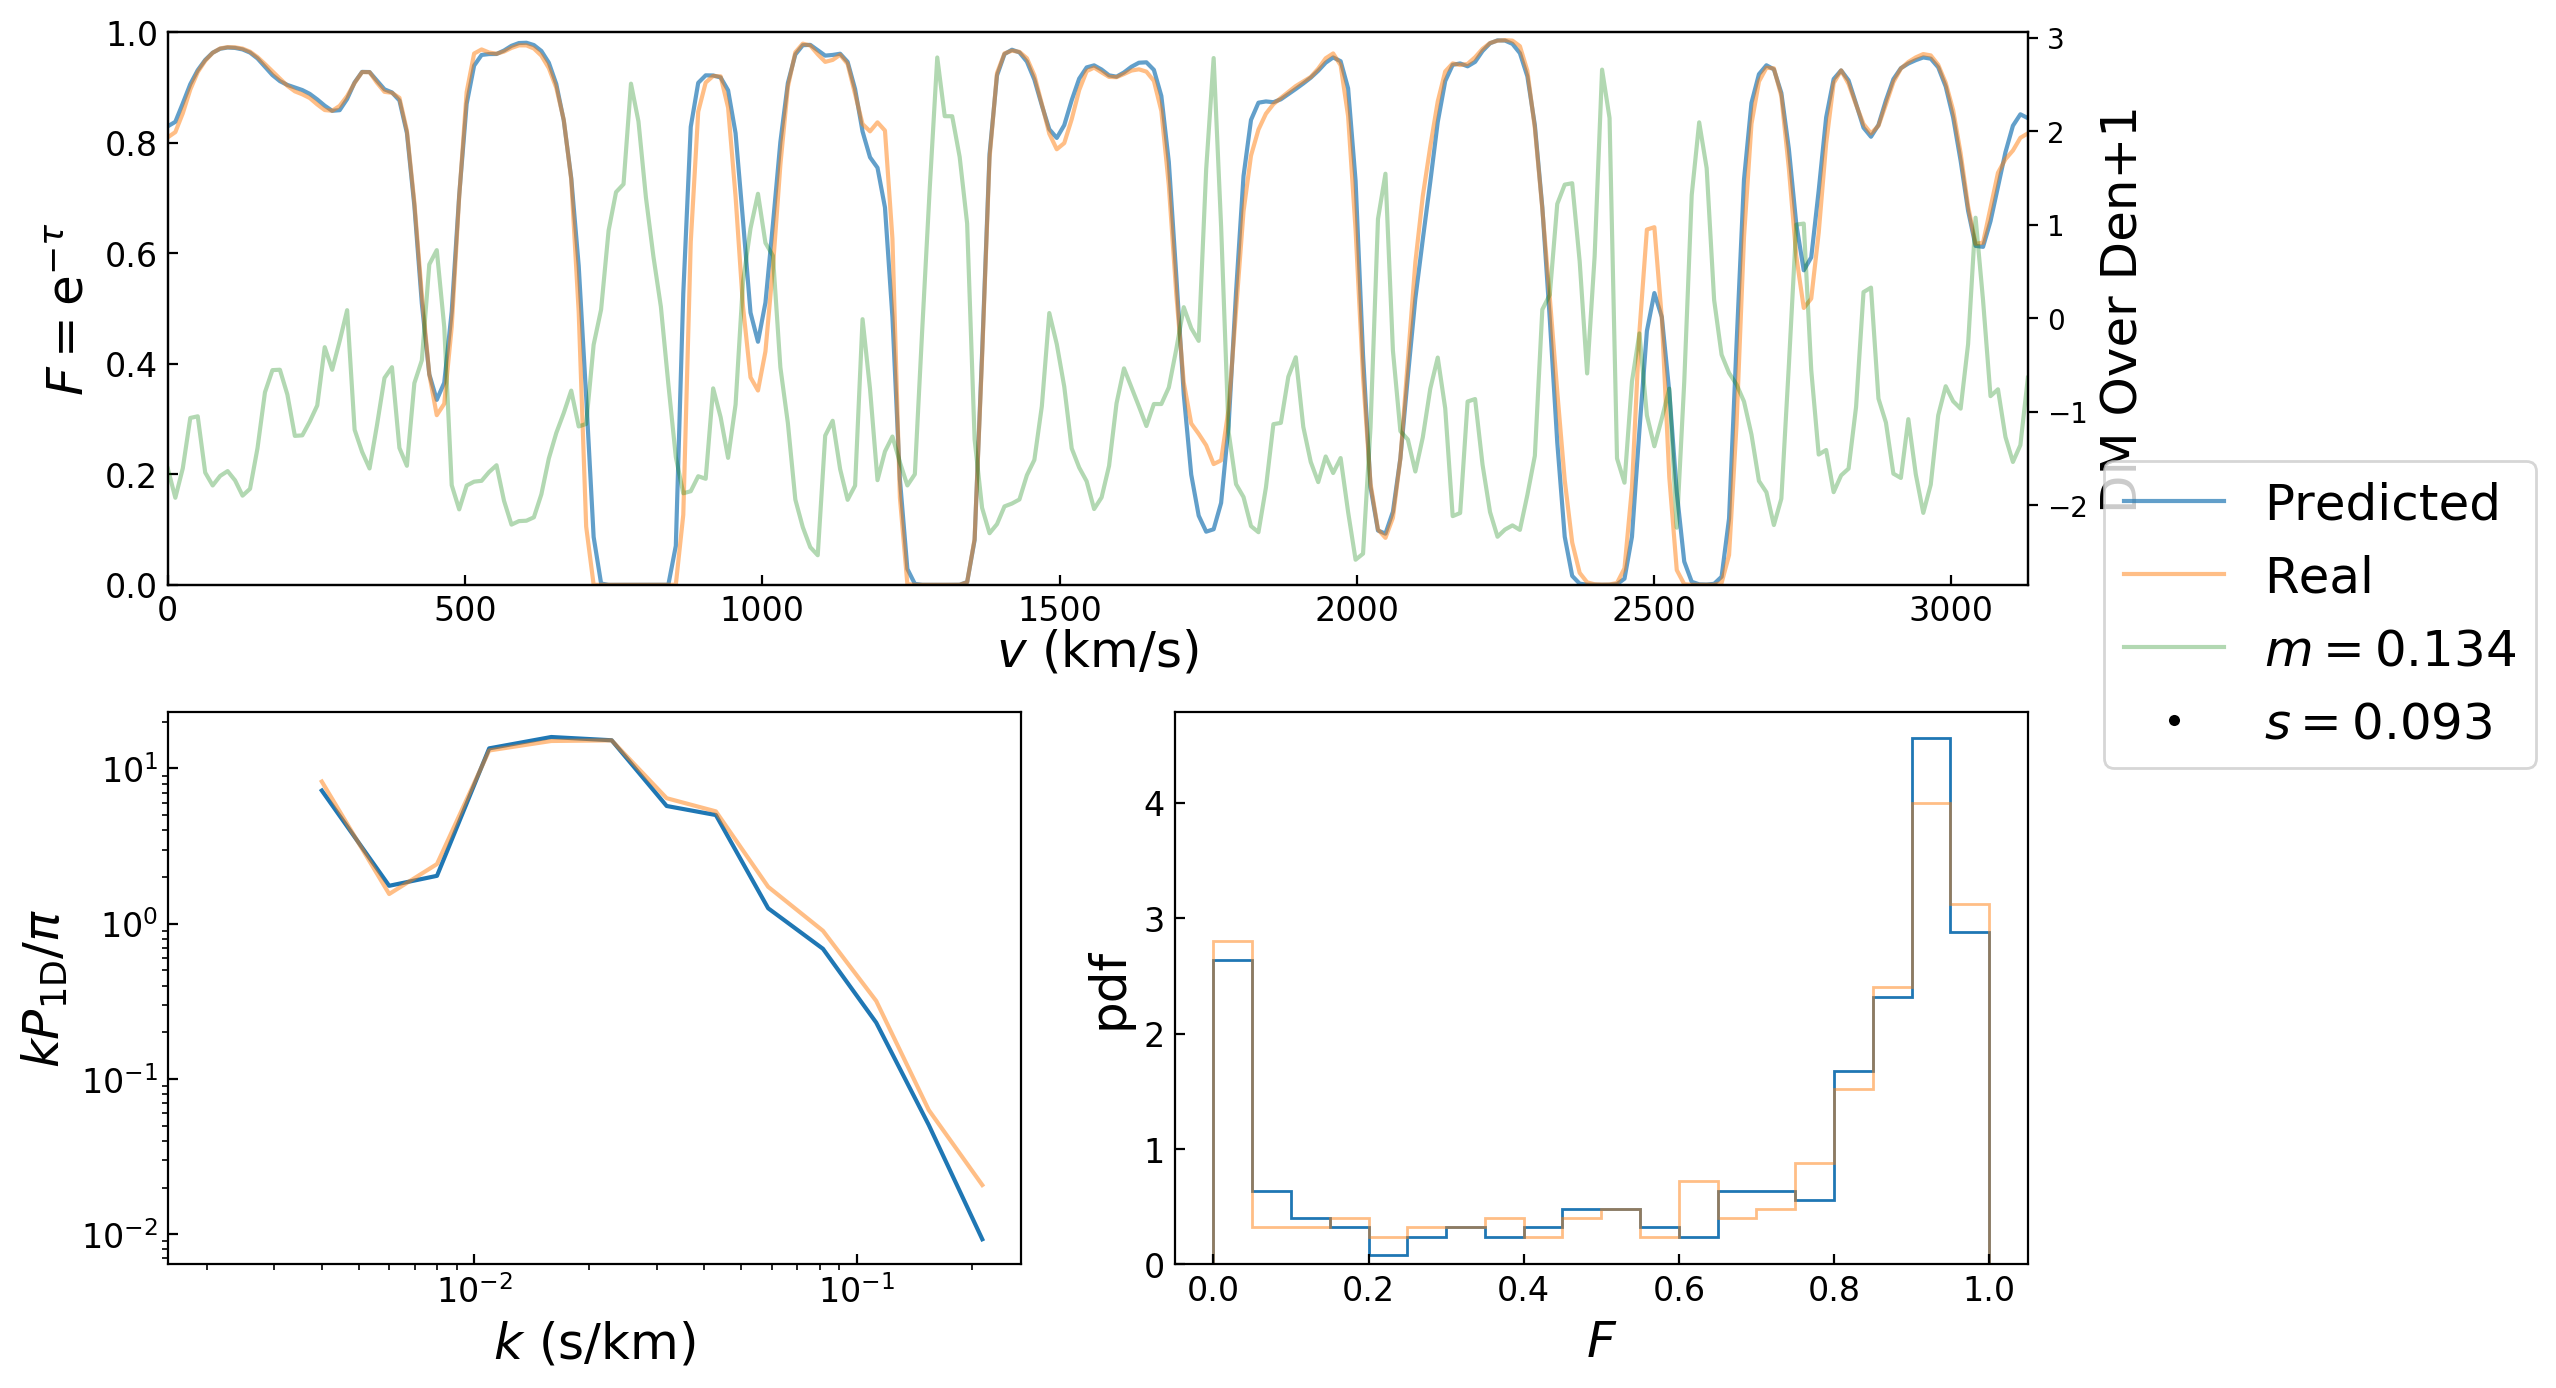 1.0
0.8
0.6
0.4
0.2
0.0
F = e^{-τ}
3
2
1
0
−1
−2
DM Over Den+1
0 500 1000 1500 2000 2500 3000
v (km/s)
Predicted
Real
m = 0.134
s = 0.093
10^1
10^0
10^{-1}
10^{-2}
kP_{1D}/π
10^{-2} 10^{-1}
k (s/km)
4
3
2
1
0
pdf
0.0 0.2 0.4 0.6 0.8 1.0
F